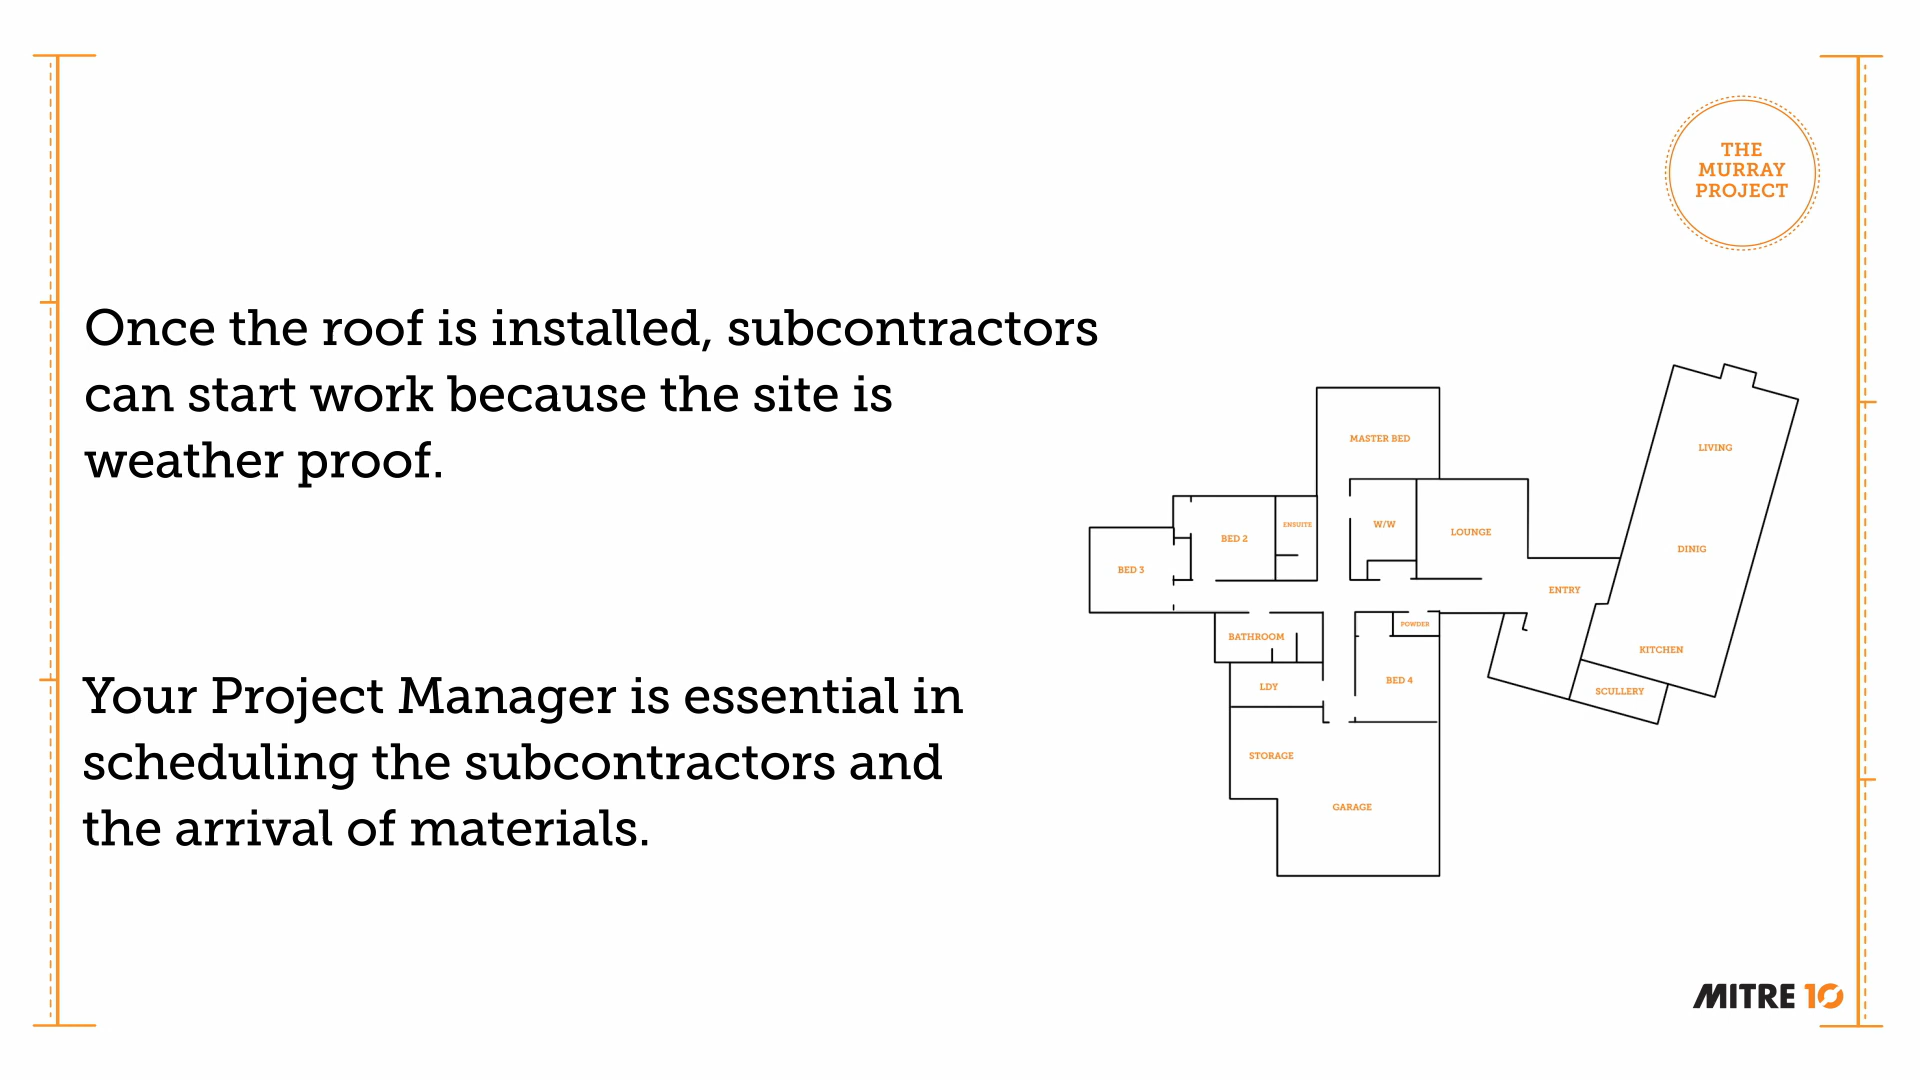 THE
MURRAY
PROJECT
Once the roof is installed, subcontractors
can start work because the site is
weather proof.
Your Project Manager is essential in
scheduling the subcontractors and
the arrival of materials.
MASTER BED
LIVING
ENSUITE
W/W
LOUNGE
BED 2
DINIG
BED 3
ENTRY
POWDER
BATHROOM
KITCHEN
BED 4
LDY
SCULLERY
STORAGE
GARAGE
MITRE 10